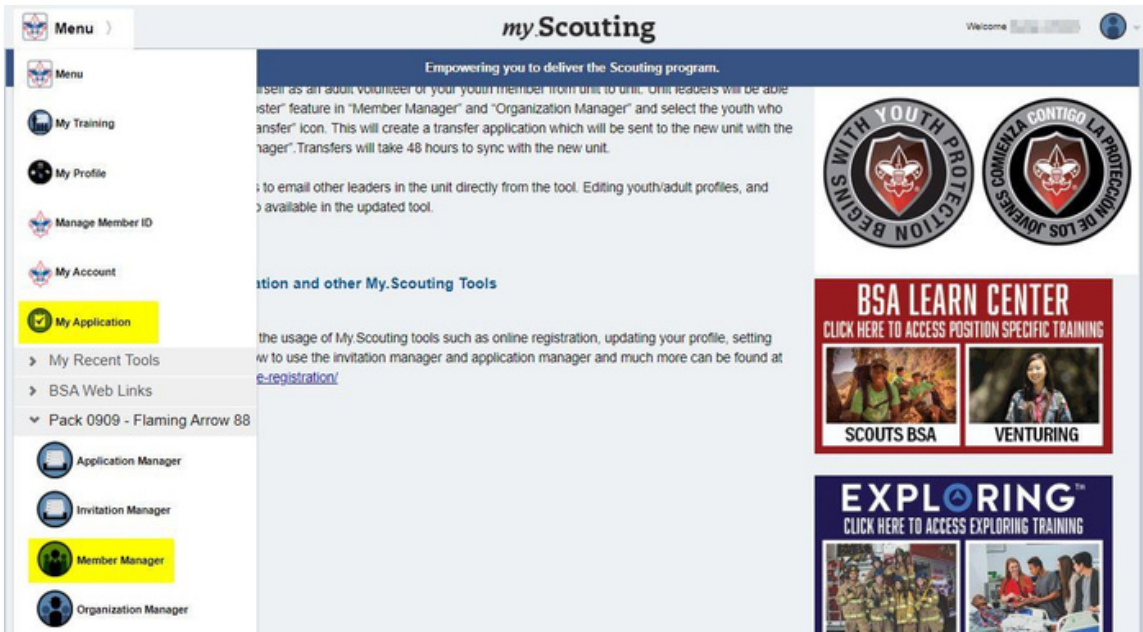 Menu
my.Scouting
Welcome
Empowering you to deliver the Scouting program.
Menu
My Training
My Profile
Manage Member ID
My Account
My Application
My Recent Tools
BSA Web Links
Pack 0909 - Flaming Arrow 88
Application Manager
Invitation Manager
Member Manager
Organization Manager
urself as an adult volunteer or your youth member from unit to unit. Unit leaders will be able
oster" feature in "Member Manager" and "Organization Manager" and select the youth who
ansfer" icon. This will create a transfer application which will be sent to the new unit with the
nager".Transfers will take 48 hours to sync with the new unit.
s to email other leaders in the unit directly from the tool. Editing youth/adult profiles, and
o available in the updated tool.
ation and other My.Scouting Tools
the usage of My.Scouting tools such as online registration, updating your profile, setting
ow to use the invitation manager and application manager and much more can be found at
e-registration/
YOUTH PROTECTION BEGINS WITH YOU
LA PROTECCIÓN DE LOS JÓVENES COMIENZA CONTIGO
BSA LEARN CENTER
CLICK HERE TO ACCESS POSITION SPECIFIC TRAINING
SCOUTS BSA
VENTURING
EXPLORING™
CLICK HERE TO ACCESS EXPLORING TRAINING